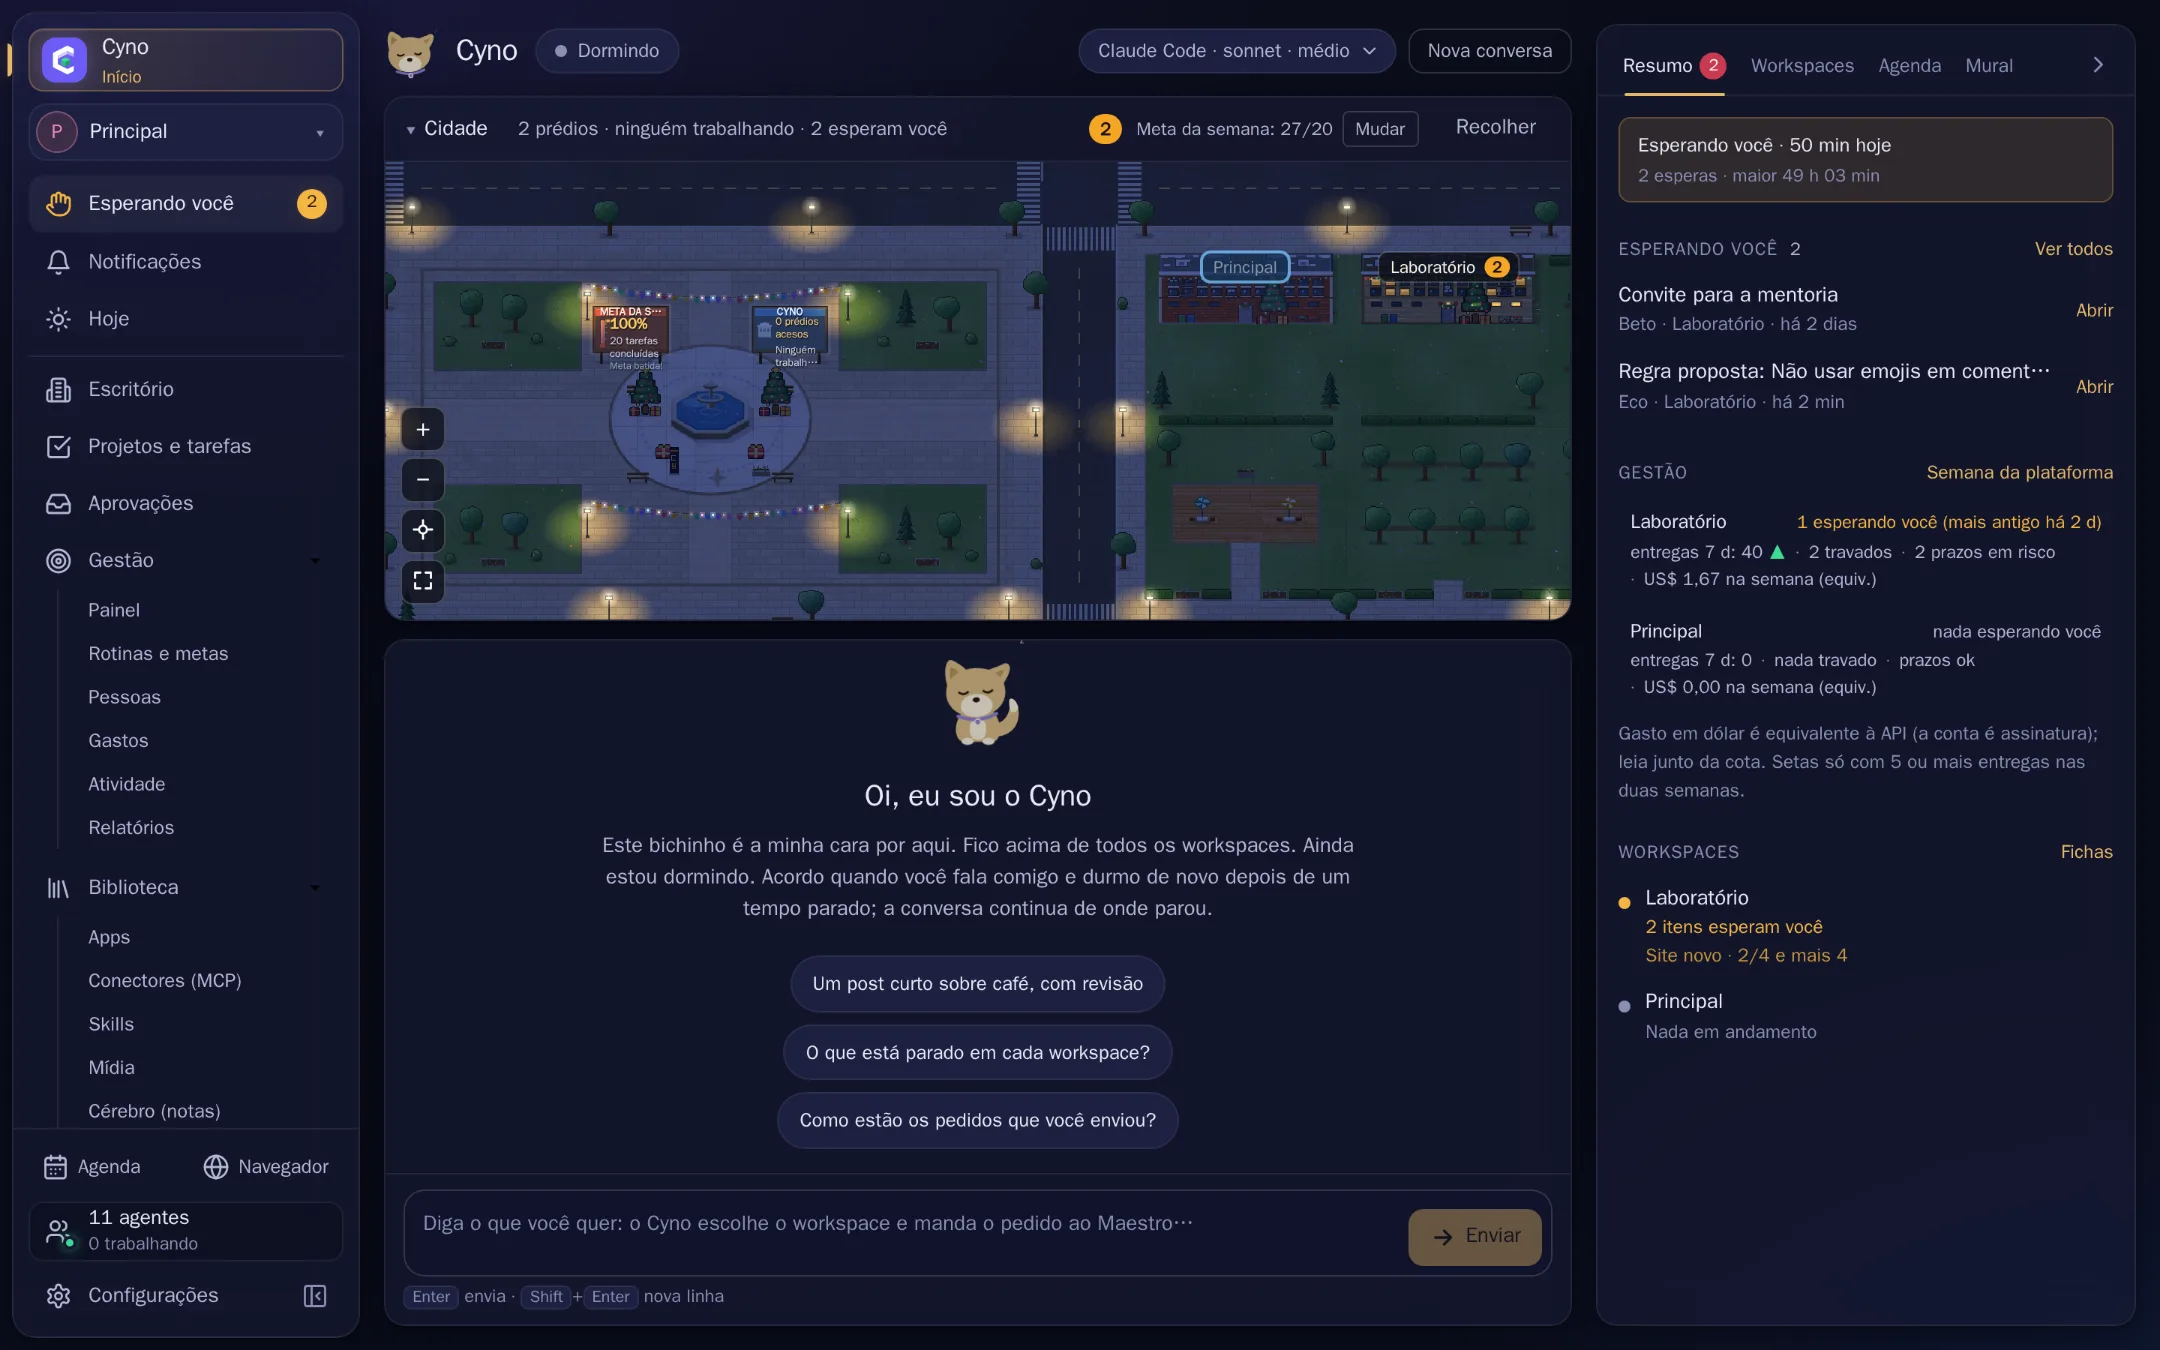 Cyno
Início
P
Principal
Esperando você
2
Notificações
Hoje
Escritório
Projetos e tarefas
Aprovações
Gestão
Painel
Rotinas e metas
Pessoas
Gastos
Atividade
Relatórios
Biblioteca
Apps
Conectores (MCP)
Skills
Mídia
Cérebro (notas)
Agenda
Navegador
11 agentes
0 trabalhando
Configurações
Cyno
Dormindo
Claude Code · sonnet · médio
Nova conversa
Cidade
2 prédios · ninguém trabalhando · 2 esperam você
2
Meta da semana: 27/20
Mudar
Recolher
Principal
Laboratório 2
META DA S···
100%
20 tarefas
concluídas
Meta batida!
CYNO
0 prédios
acesos
Ninguém
trabalh···
+
−
Oi, eu sou o Cyno
Este bichinho é a minha cara por aqui. Fico acima de todos os workspaces. Ainda
estou dormindo. Acordo quando você fala comigo e durmo de novo depois de um
tempo parado; a conversa continua de onde parou.
Um post curto sobre café, com revisão
O que está parado em cada workspace?
Como estão os pedidos que você enviou?
Diga o que você quer: o Cyno escolhe o workspace e manda o pedido ao Maestro···
Enviar
Enter envia · Shift+Enter nova linha
Resumo 2
Workspaces
Agenda
Mural
Esperando você · 50 min hoje
2 esperas · maior 49 h 03 min
ESPERANDO VOCÊ 2
Ver todos
Convite para a mentoria
Beto · Laboratório · há 2 dias
Abrir
Regra proposta: Não usar emojis em coment···
Eco · Laboratório · há 2 min
Abrir
GESTÃO
Semana da plataforma
Laboratório
1 esperando você (mais antigo há 2 d)
entregas 7 d: 40 ▲ · 2 travados · 2 prazos em risco
· US$ 1,67 na semana (equiv.)
Principal
nada esperando você
entregas 7 d: 0 · nada travado · prazos ok
· US$ 0,00 na semana (equiv.)
Gasto em dólar é equivalente à API (a conta é assinatura);
leia junto da cota. Setas só com 5 ou mais entregas nas
duas semanas.
WORKSPACES
Fichas
Laboratório
2 itens esperam você
Site novo · 2/4 e mais 4
Principal
Nada em andamento